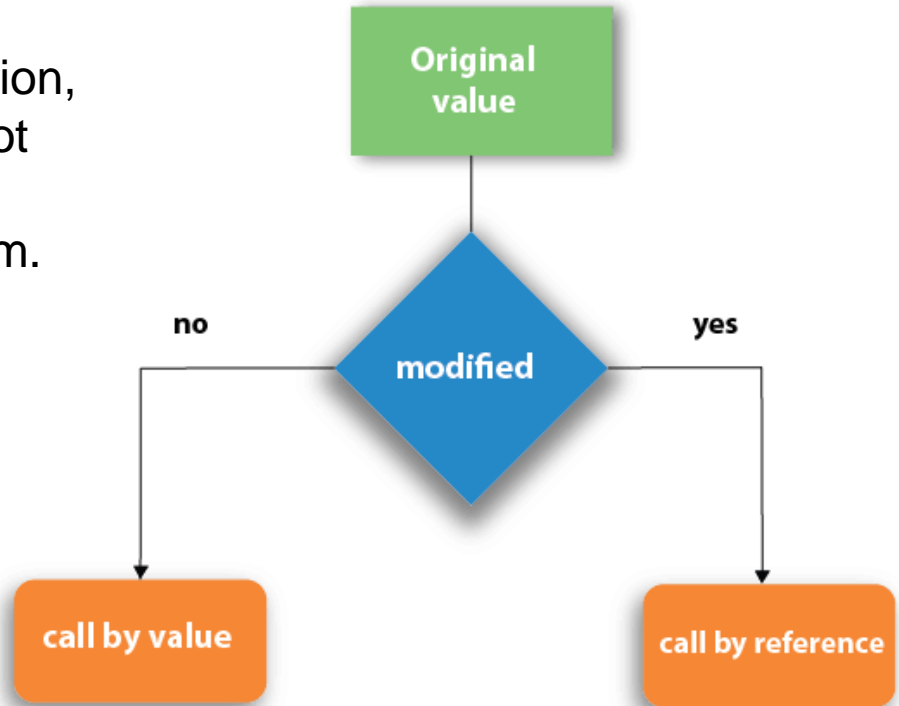 ion,
ot
m.
Original
value
modified
no
yes
call by value
call by reference